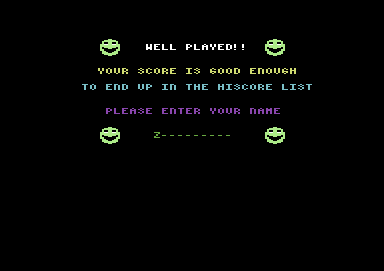 WELL PLAYED!!
YOUR SCORE IS GOOD ENOUGH
TO END UP IN THE HISCORE LIST
PLEASE ENTER YOUR NAME
Z---------